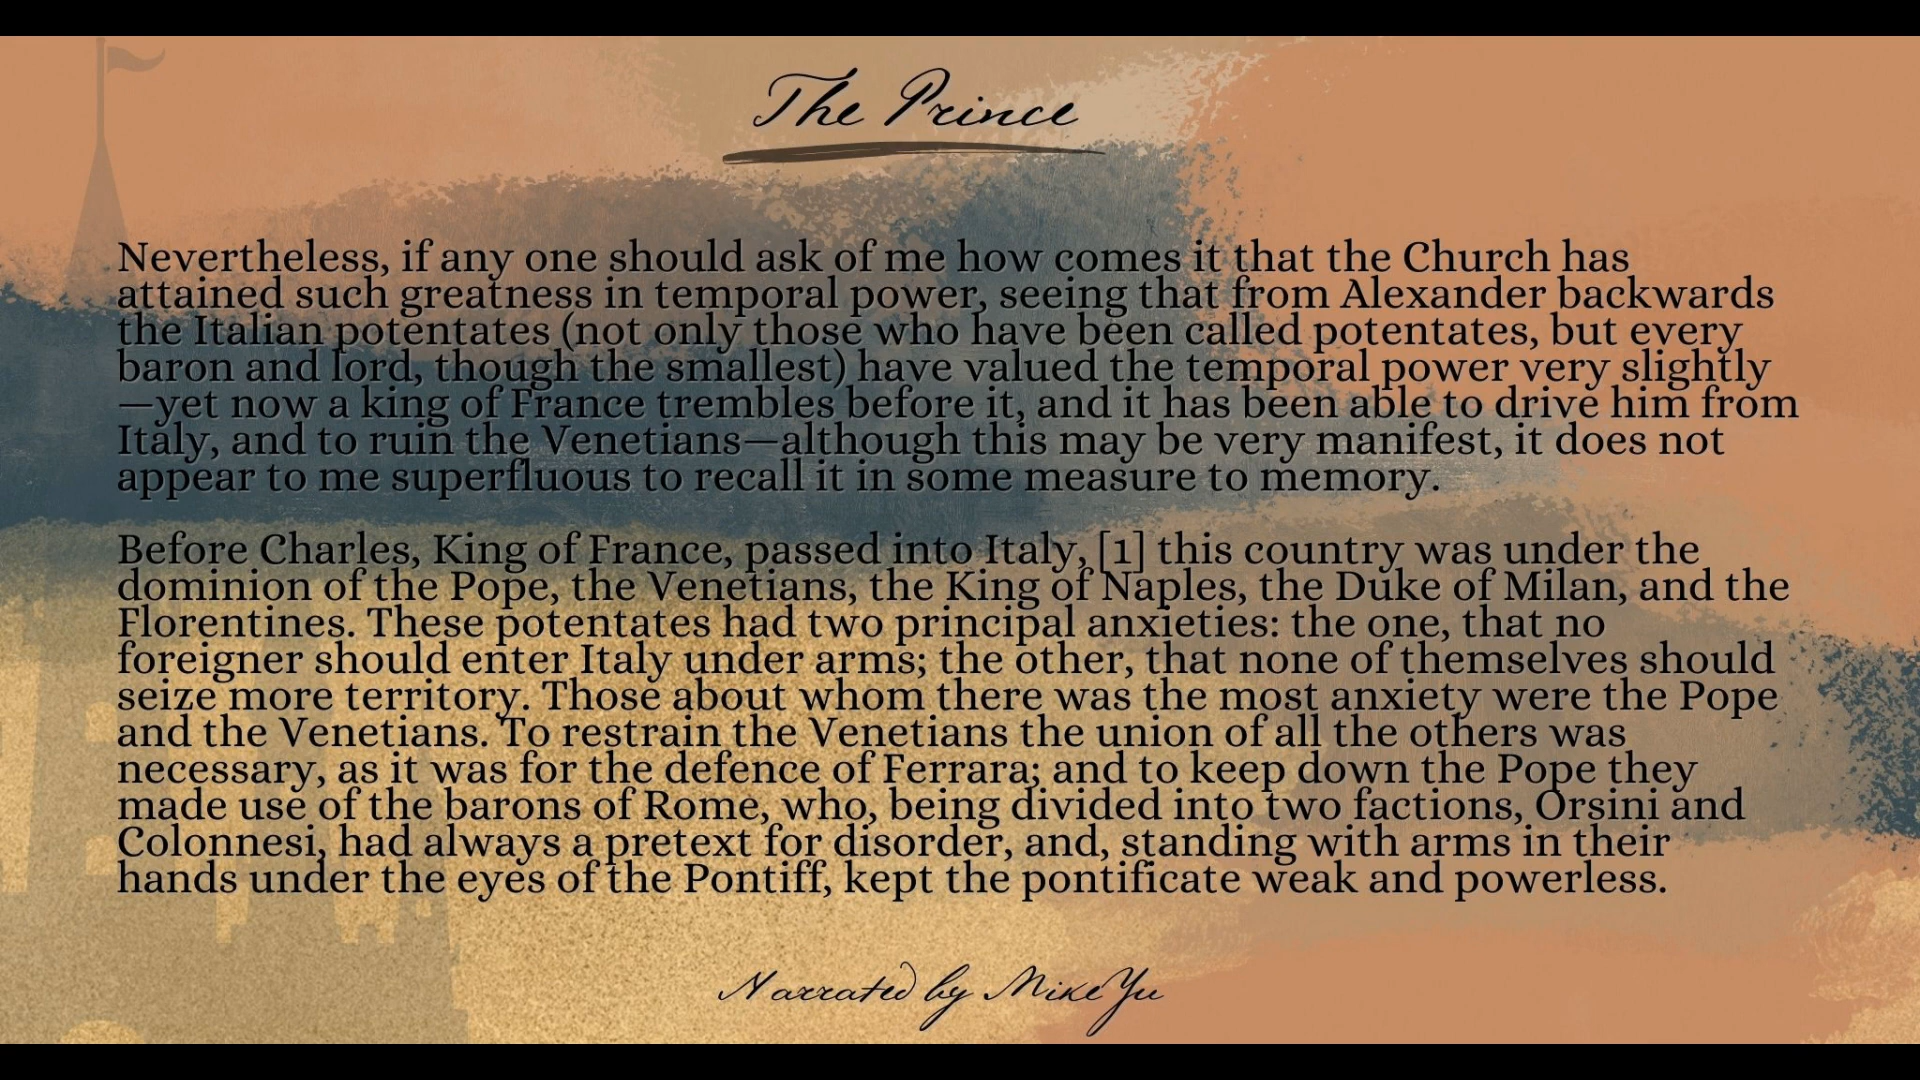 The Prince
Nevertheless, if any one should ask of me how comes it that the Church has
attained such greatness in temporal power, seeing that from Alexander backwards
the Italian potentates (not only those who have been called potentates, but every
baron and lord, though the smallest) have valued the temporal power very slightly
—yet now a king of France trembles before it, and it has been able to drive him from
Italy, and to ruin the Venetians—although this may be very manifest, it does not
appear to me superfluous to recall it in some measure to memory.
Before Charles, King of France, passed into Italy, [1] this country was under the
dominion of the Pope, the Venetians, the King of Naples, the Duke of Milan, and the
Florentines. These potentates had two principal anxieties: the one, that no
foreigner should enter Italy under arms; the other, that none of themselves should
seize more territory. Those about whom there was the most anxiety were the Pope
and the Venetians. To restrain the Venetians the union of all the others was
necessary, as it was for the defence of Ferrara; and to keep down the Pope they
made use of the barons of Rome, who, being divided into two factions, Orsini and
Colonnesi, had always a pretext for disorder, and, standing with arms in their
hands under the eyes of the Pontiff, kept the pontificate weak and powerless.
Narrated by Mike Yu